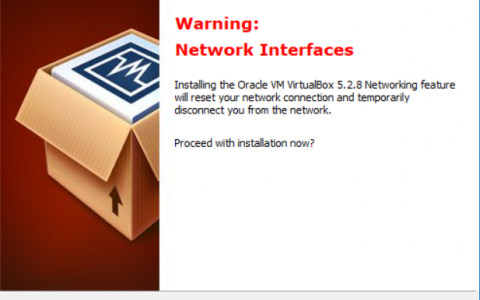 Warning:
Network Interfaces
Installing the Oracle VM VirtualBox 5.2.8 Networking feature
will reset your network connection and temporarily
disconnect you from the network.
Proceed with installation now?